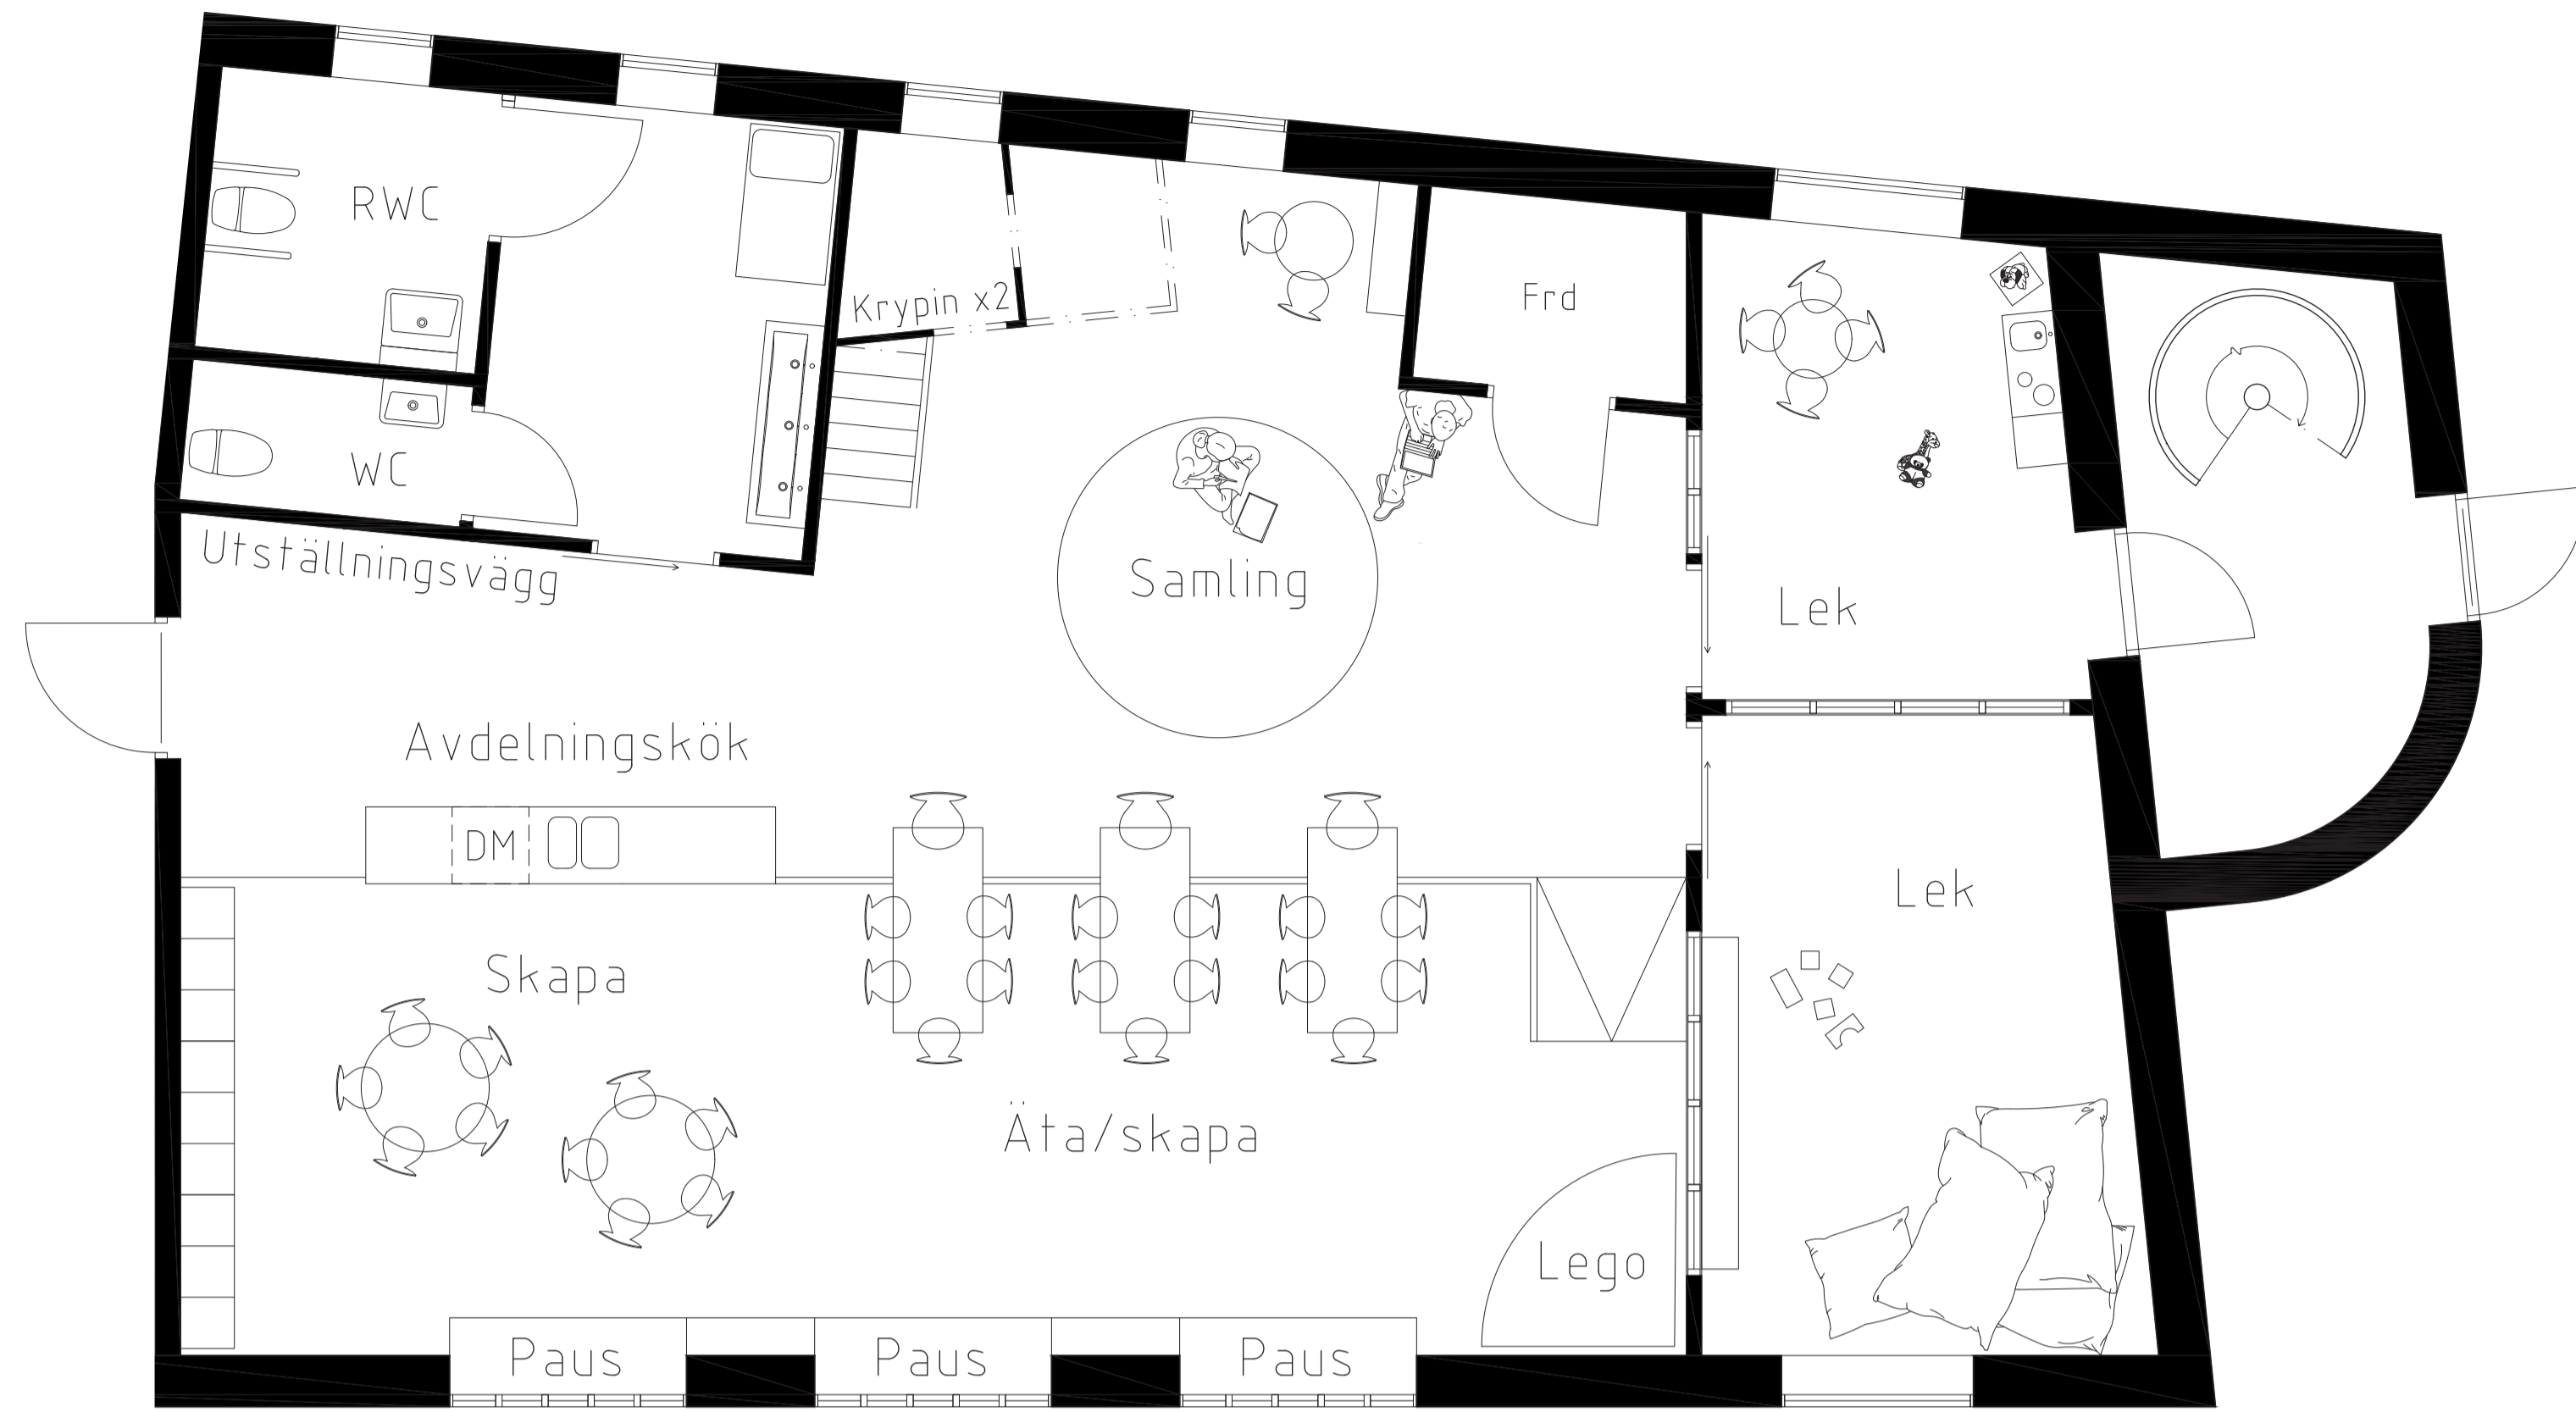 RWC
Krypin x2
Frd
WC
Utställningsvägg
Samling
Lek
Avdelningskök
DM
Lek
Skapa
Äta/skapa
Lego
Paus
Paus
Paus